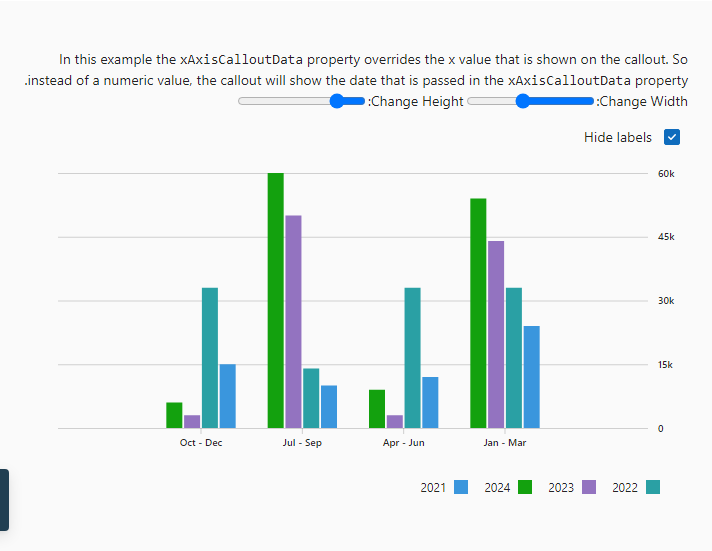 In this example the xAxisCalloutData property overrides the x value that is shown on the callout. So
.instead of a numeric value, the callout will show the date that is passed in the xAxisCalloutData property
:Change Width
:Change Height
Hide labels
60k
45k
30k
15k
0
Jan - Mar
Apr - Jun
Jul - Sep
Oct - Dec
2022
2023
2024
2021